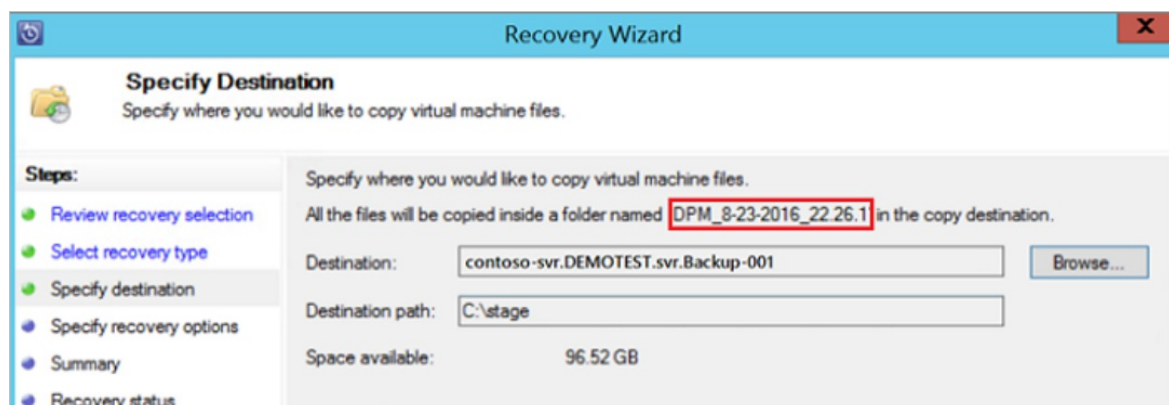 Recovery Wizard
X
Specify Destination
Specify where you would like to copy virtual machine files.
Steps:
Review recovery selection
Select recovery type
Specify destination
Specify recovery options
Summary
Recovery status
Specify where you would like to copy virtual machine files.
All the files will be copied inside a folder named DPM_8-23-2016_22.26.1 in the copy destination.
Destination: contoso-svr.DEMOTEST.svr.Backup-001 Browse...
Destination path: C:\stage
Space available: 96.52 GB